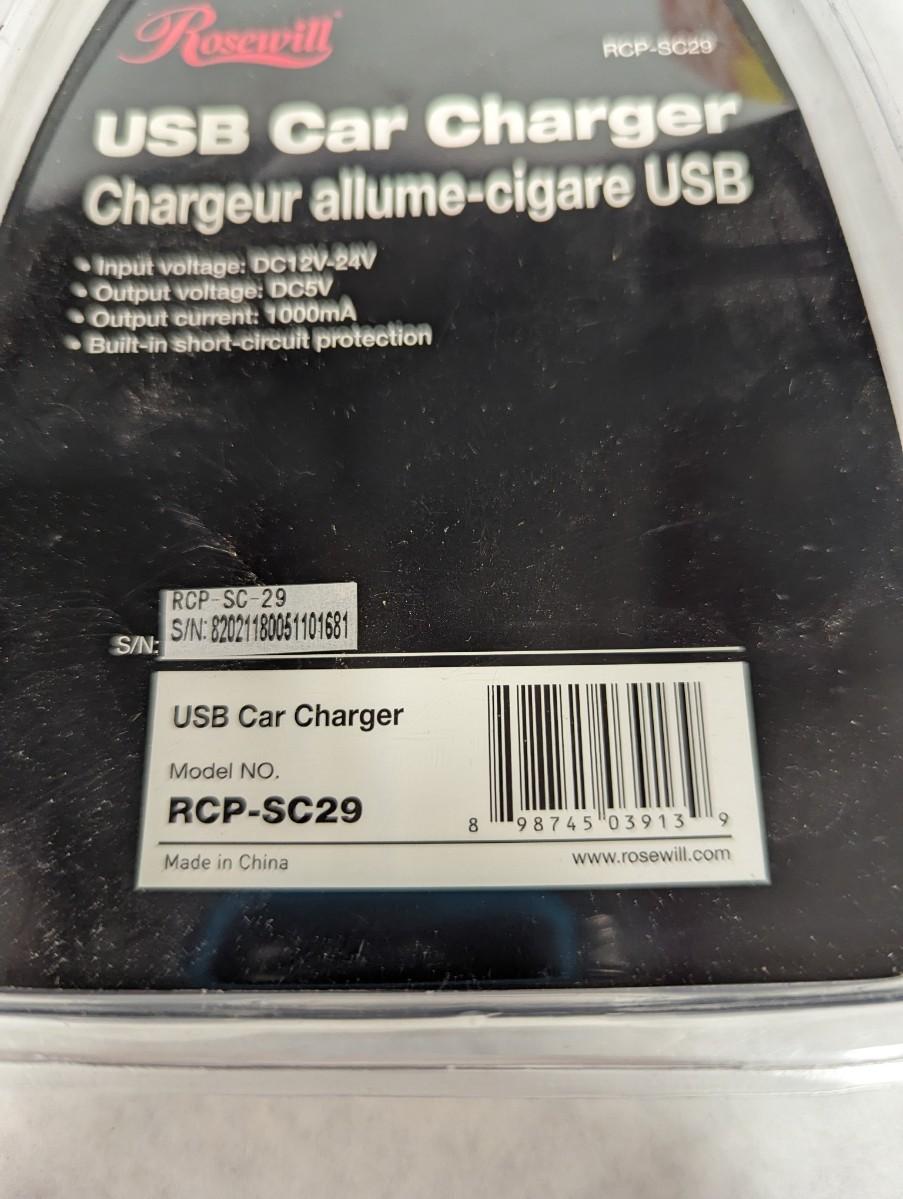 Rosewill
RCP-SC29
USB Car Charger
Chargeur allume-cigare USB
• Input voltage: DC12V-24V
• Output voltage: DC5V
• Output current: 1000mA
• Built-in short-circuit protection
RCP-SC-29
S/N: 82021180051101681
S/N:
USB Car Charger
Model NO.
RCP-SC29
8 98745 03913 9
Made in China
www.rosewill.com